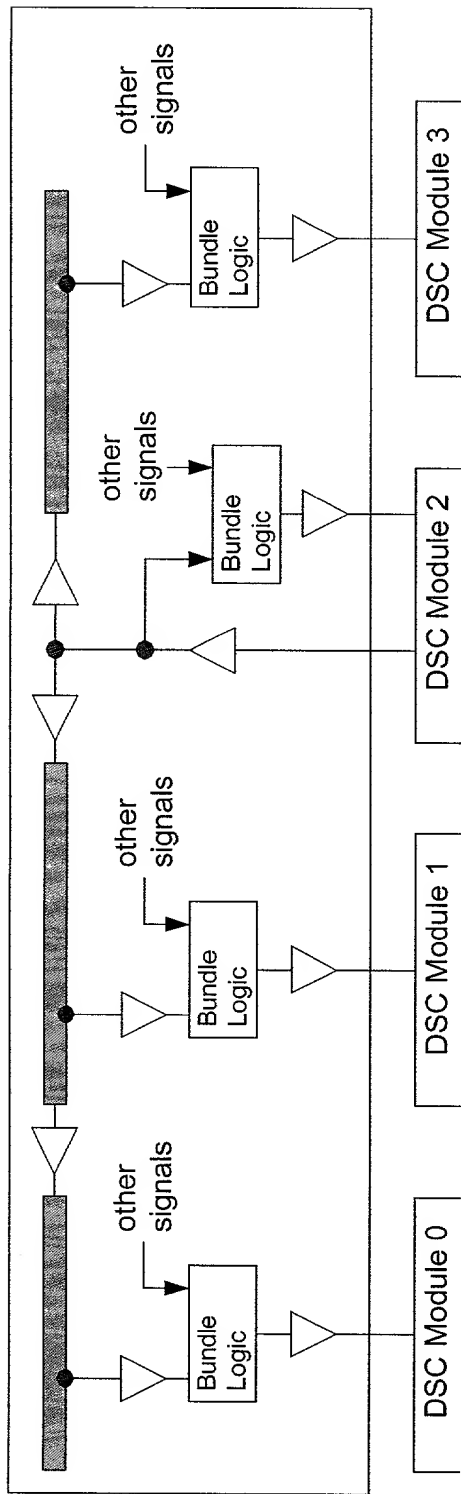 other
signals
other
signals
other
signals
other
signals
Bundle
Logic
Bundle
Logic
Bundle
Logic
Bundle
Logic
DSC Module 0
DSC Module 1
DSC Module 2
DSC Module 3